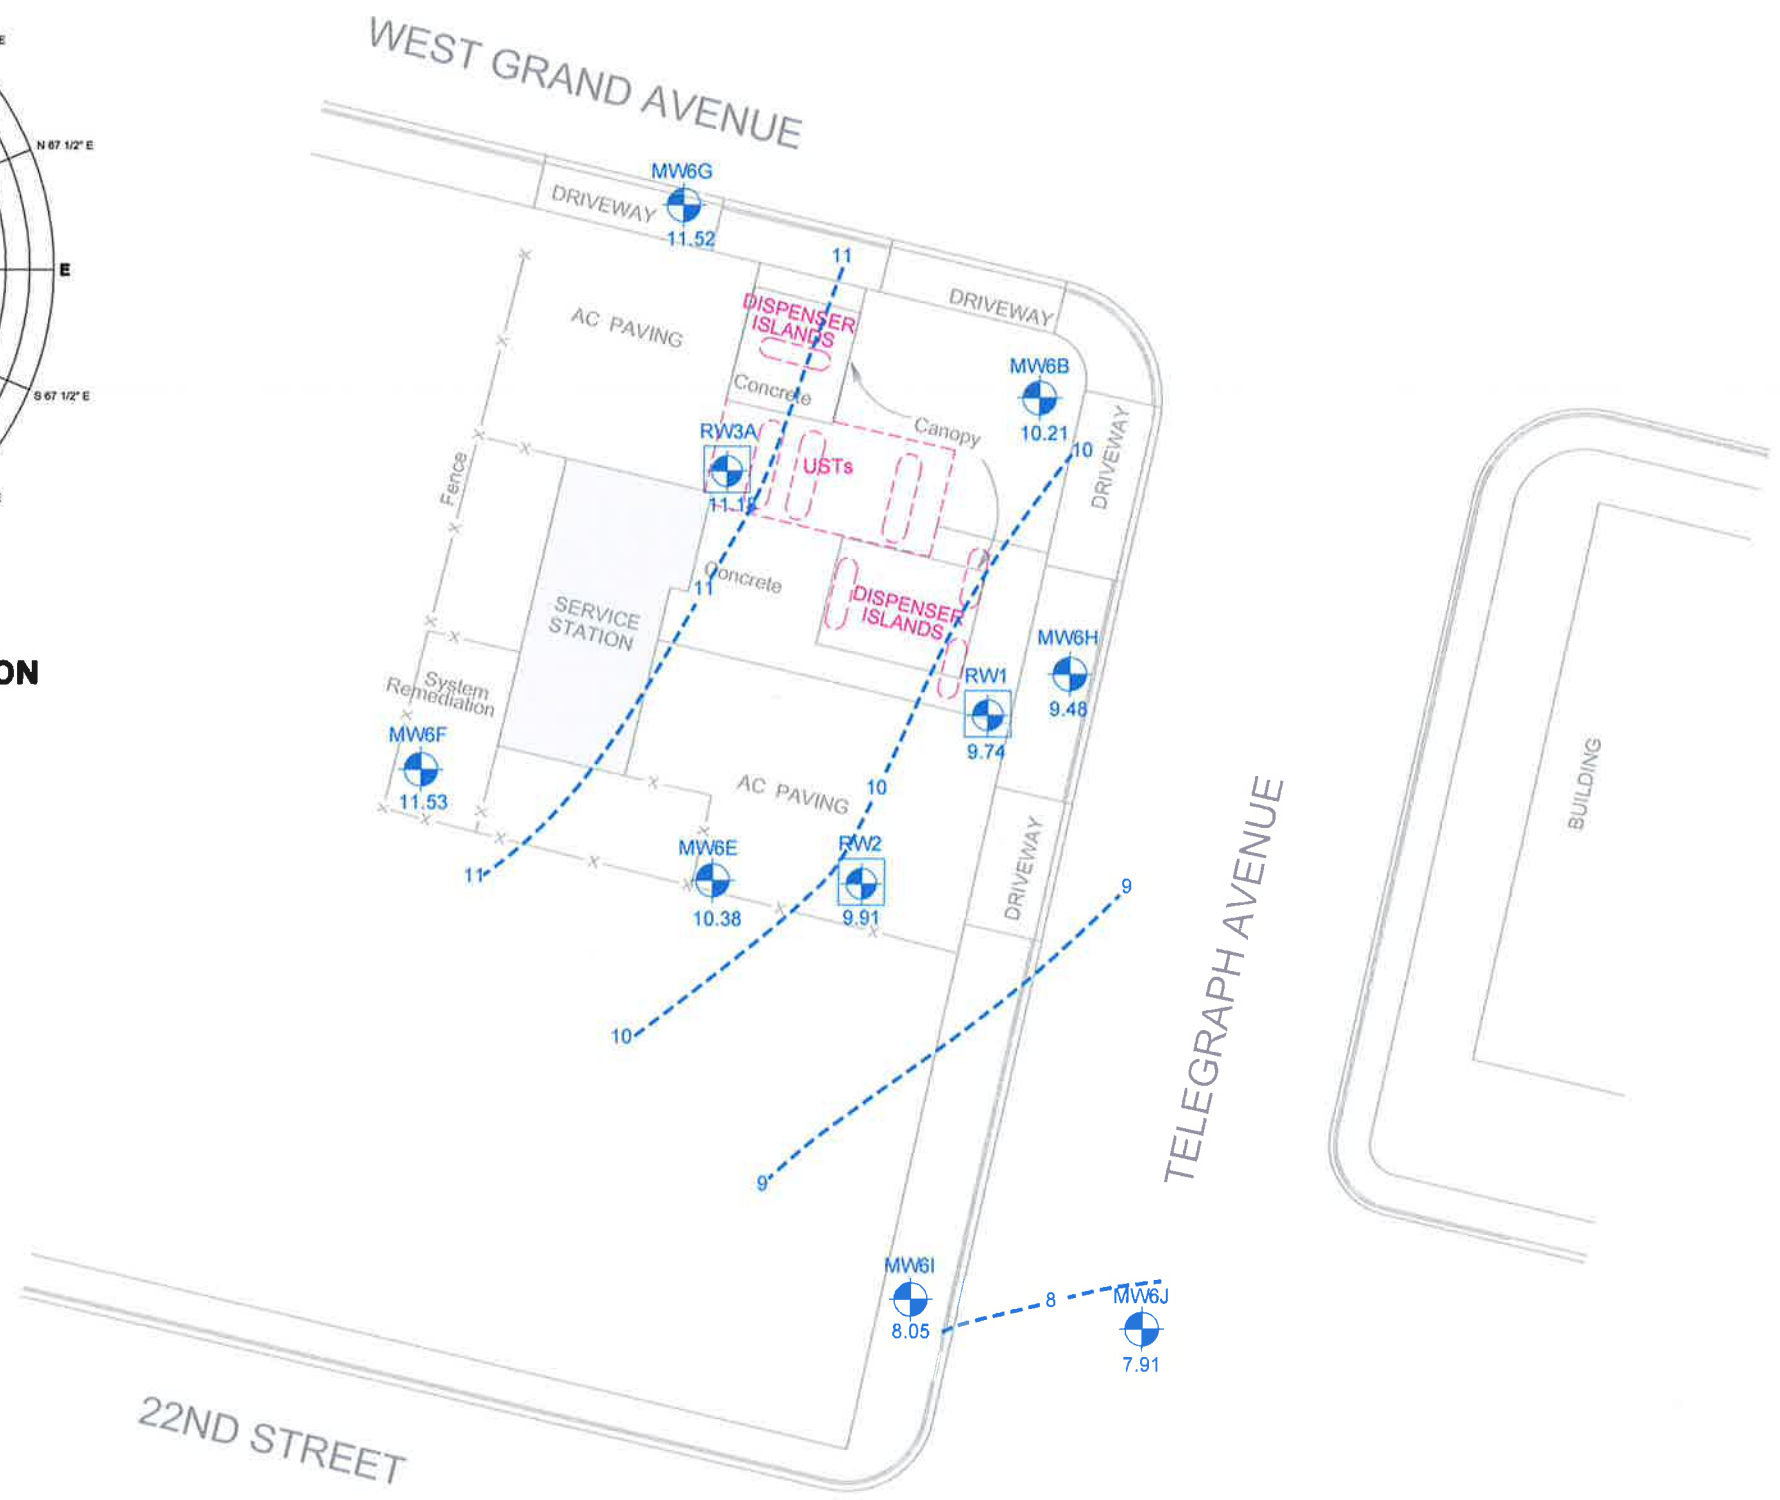 WEST GRAND AVENUE
E
N 67 1/2° E
E
S 67 1/2° E
E
ON
MW6G
DRIVEWAY
11.52
11
DRIVEWAY
DISPENSER
ISLANDS
AC PAVING
MW6B
Concrete
10.21
10
Canopy
RW3A
USTs
DRIVEWAY
Fence
11
Concrete
SERVICE
STATION
DISPENSER
ISLANDS
MW6H
9.48
RW1
9.74
System
Remediation
MW6F
11.53
10
AC PAVING
BUILDING
MW6E
10.38
RW2
9.91
11
DRIVEWAY
9
TELEGRAPH AVENUE
10
9
MW6I
8.05
8
MW6J
7.91
22ND STREET